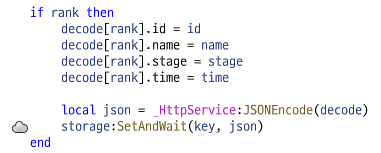 if rank then
    decode[rank].id = id
    decode[rank].name = name
    decode[rank].stage = stage
    decode[rank].time = time

    local json = _HttpService:JSONEncode(decode)
    storage:SetAndWait(key, json)
end